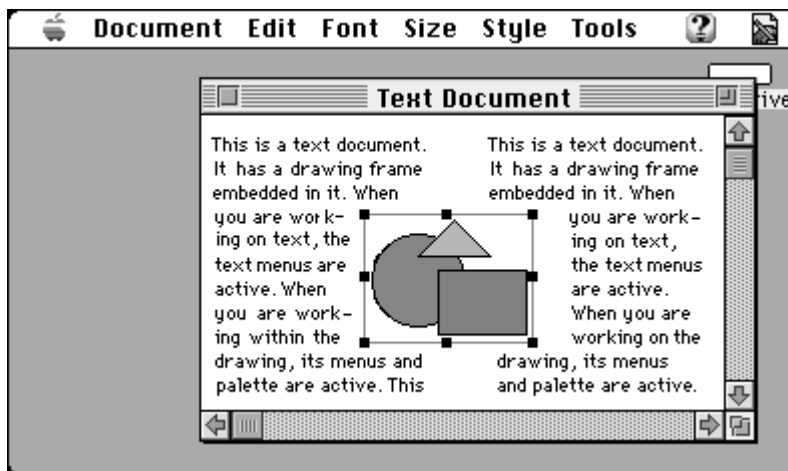 Document Edit Font Size Style Tools
rive
Text Document
This is a text document.
It has a drawing frame
embedded in it. When
you are work-
ing on text, the
text menus are
active. When
you are work-
ing within the
drawing, its menus and
palette are active. This
This is a text document.
It has a drawing frame
embedded in it. When
you are work-
ing on text,
the text menus
are active.
When you are
working on the
drawing, its menus
and palette are active.